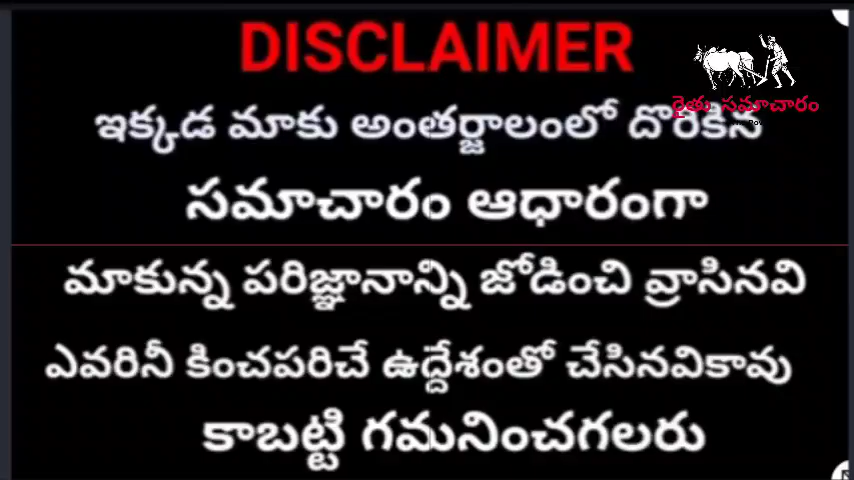 DISCLAIMER
రైతు సమాచారం
ఇక్కడ మాకు అంతర్జాలంలో దొరికిన
సమాచారం ఆధారంగా
మాకున్న పరిజ్ఞానాన్ని జోడించి వ్రాసినవి
ఎవరినీ కించపరిచే ఉద్దేశంతో చేసినవికావు
కాబట్టి గమనించగలరు